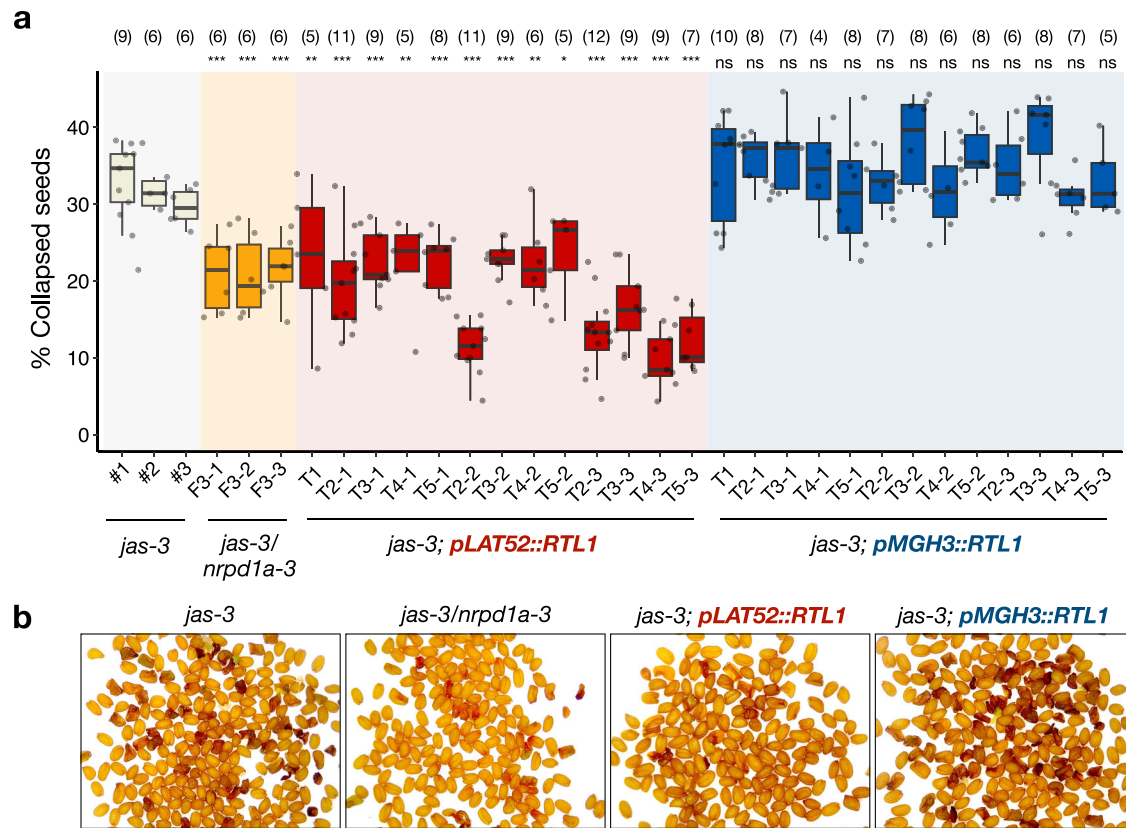 a
(9) (6) (6) (6) (6) (6) (5) (11) (9) (5) (8) (11) (9) (6) (5) (12) (9) (9) (7) (10) (8) (7) (4) (8) (7) (8) (6) (8) (6) (8) (7) (5)
*** *** *** ** *** *** ** *** *** *** ** * *** *** *** *** ns ns ns ns ns ns ns ns ns ns ns ns ns
% Collapsed seeds
40
30
20
10
0
#1 #2 #3 F3-1 F3-2 F3-3 T1 T2-1 T3-1 T4-1 T5-1 T2-2 T3-2 T4-2 T5-2 T2-3 T3-3 T4-3 T5-3 T1 T2-1 T3-1 T4-1 T5-1 T2-2 T3-2 T4-2 T5-2 T2-3 T3-3 T4-3 T5-3
jas-3 jas-3/ jas-3; pLAT52::RTL1 jas-3; pMGH3::RTL1
nrpd1a-3
b
jas-3 jas-3/nrpd1a-3 jas-3; pLAT52::RTL1 jas-3; pMGH3::RTL1